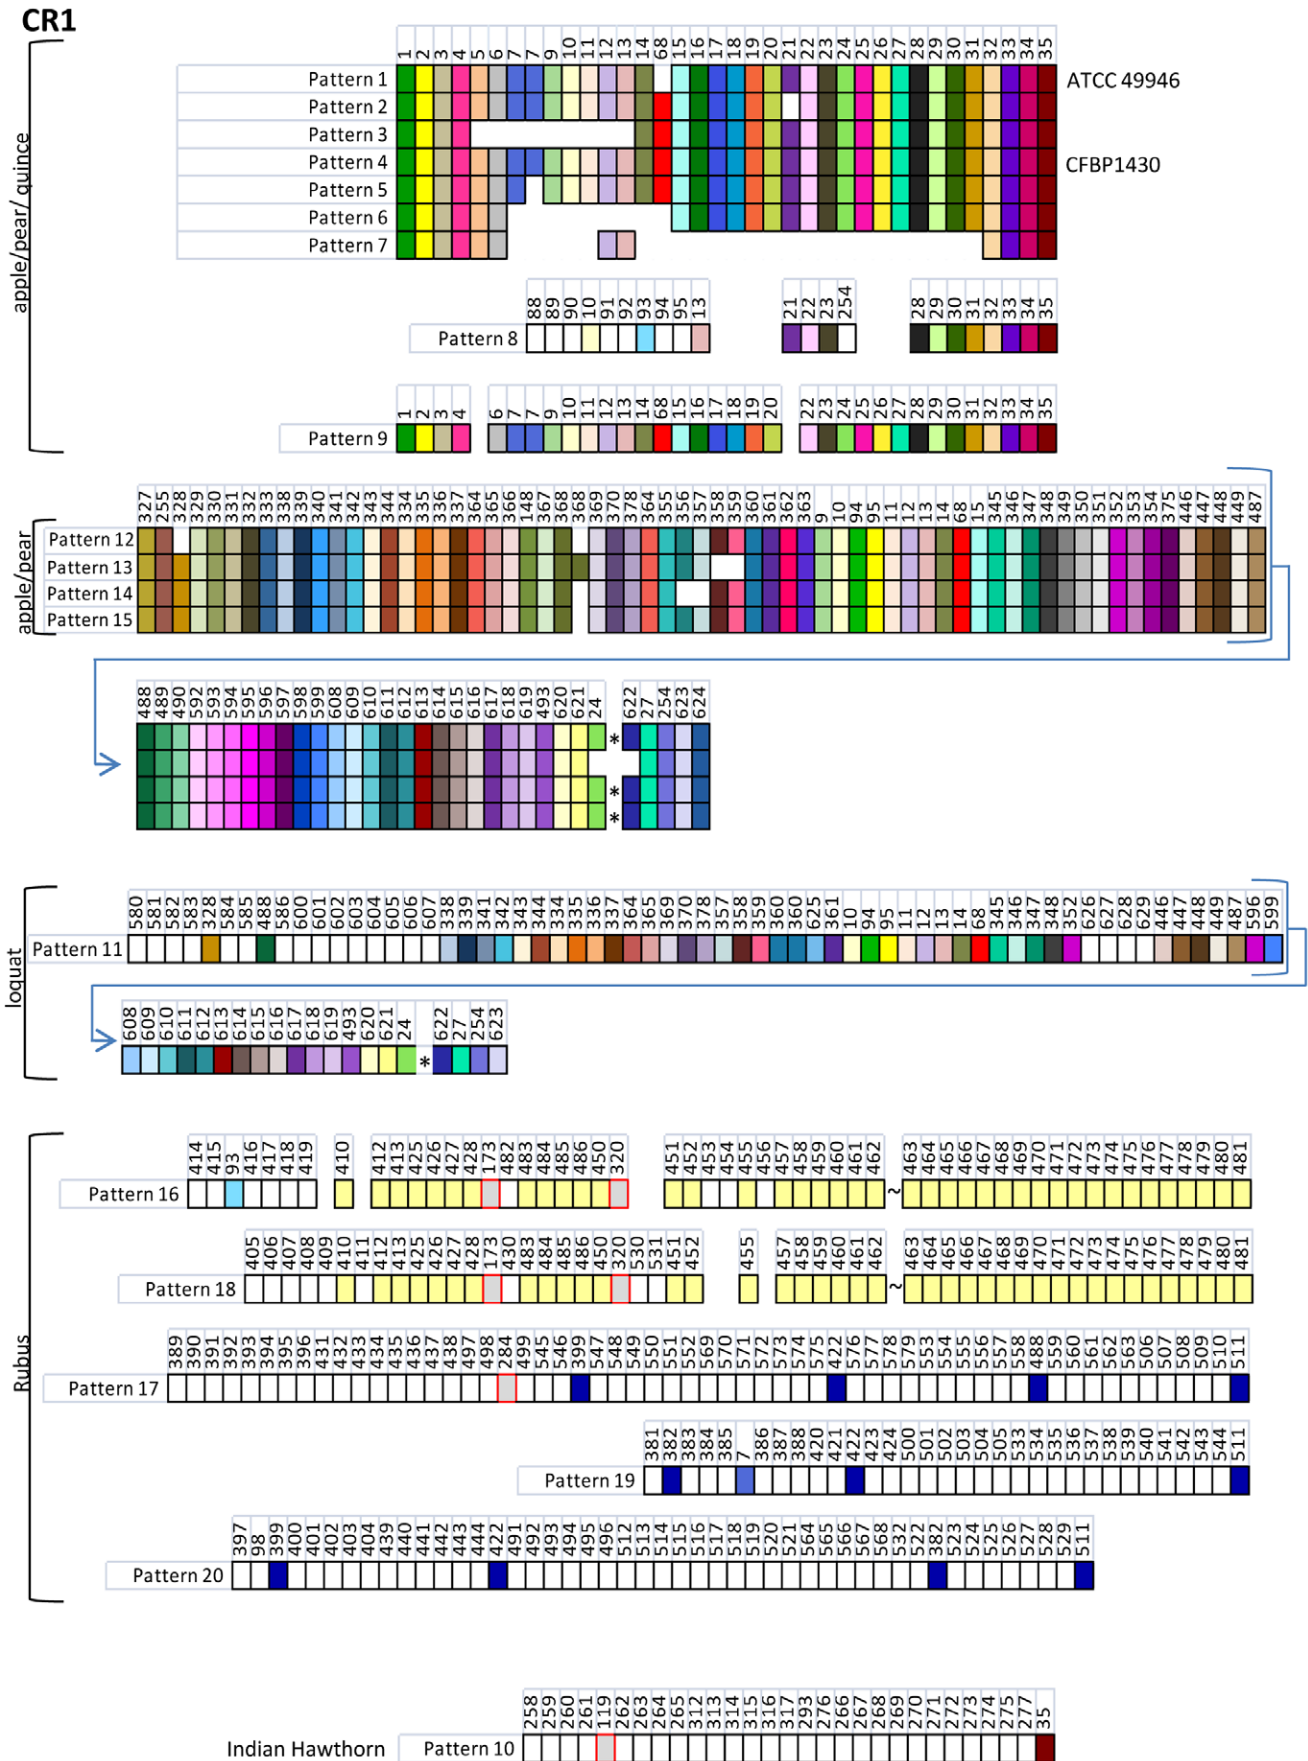 CR1
1 2 3 4 5 6 7 7 9 10 11 12 13 14 68 15 16 17 18 19 20 21 22 23 24 25 26 27 28 29 30 31 32 33 34 35
apple/pear/ quince
Pattern 1 ATCC 49946
Pattern 2
Pattern 3
Pattern 4 CFBP1430
Pattern 5
Pattern 6
Pattern 7
88 89 90 10 91 92 93 94 95 13 21 22 23 254 28 29 30 31 32 33 34 35
Pattern 8
1 2 3 4 6 7 7 9 10 11 12 13 14 68 15 16 17 18 19 20 22 23 24 25 26 27 28 29 30 31 32 33 34 35
Pattern 9
327 255 328 329 330 331 332 333 338 339 340 341 342 343 344 334 335 336 337 364 365 366 148 367 368 368 369 370 378 364 355 356 357 358 359 360 361 362 363 9 10 94 95 11 12 13 14 68 15 345 346 347 348 349 350 351 352 353 354 375 446 447 448 449 487
apple/pear
Pattern 12
Pattern 13
Pattern 14
Pattern 15
488 489 490 592 593 594 595 596 597 598 599 608 609 610 611 612 613 614 615 616 617 618 619 493 620 621 24 622 27 254 623 624
*
*
*
580 581 582 583 328 584 585 488 586 600 601 602 603 604 605 606 607 338 339 341 342 343 344 334 335 336 337 364 365 369 370 378 357 358 359 360 360 625 361 10 94 95 11 12 13 14 68 345 346 347 348 352 626 627 628 629 446 447 448 449 487 596 599
loquat
Pattern 11
608 609 610 611 612 613 614 615 616 617 618 619 493 620 621 24 622 27 254 623
*
414 415 93 416 417 418 419 410 412 413 425 426 427 428 173 482 483 484 485 486 450 320 451 452 453 454 455 456 457 458 459 460 461 462 463 464 465 466 467 468 469 470 471 472 473 474 475 476 477 478 479 480 481
Rubus
Pattern 16 ~
405 406 407 408 409 410 411 412 413 425 426 427 428 173 430 483 484 485 486 450 320 530 531 451 452 455 457 458 459 460 461 462 463 464 465 466 467 468 469 470 471 472 473 474 475 476 477 478 479 480 481
Pattern 18 ~
389 390 391 392 393 394 395 396 431 432 433 434 435 436 437 438 497 498 284 499 545 546 399 547 548 549 550 551 552 569 570 571 572 573 574 575 422 576 577 578 579 553 554 555 556 557 558 488 559 560 561 562 563 506 507 508 509 510 511
Pattern 17
381 382 383 384 385 7 386 387 388 420 421 422 423 424 500 501 502 503 504 505 533 534 535 536 537 538 539 540 541 542 543 544 511
Pattern 19
397 98 399 400 401 402 403 404 439 440 441 442 443 444 422 491 492 493 494 495 496 512 513 514 515 516 517 518 519 520 521 564 565 566 567 568 532 522 382 523 524 525 526 527 528 529 511
Pattern 20
258 259 260 261 119 262 263 264 265 312 313 314 315 316 317 293 276 266 267 268 269 270 271 272 273 274 275 277 35
Indian Hawthorn Pattern 10